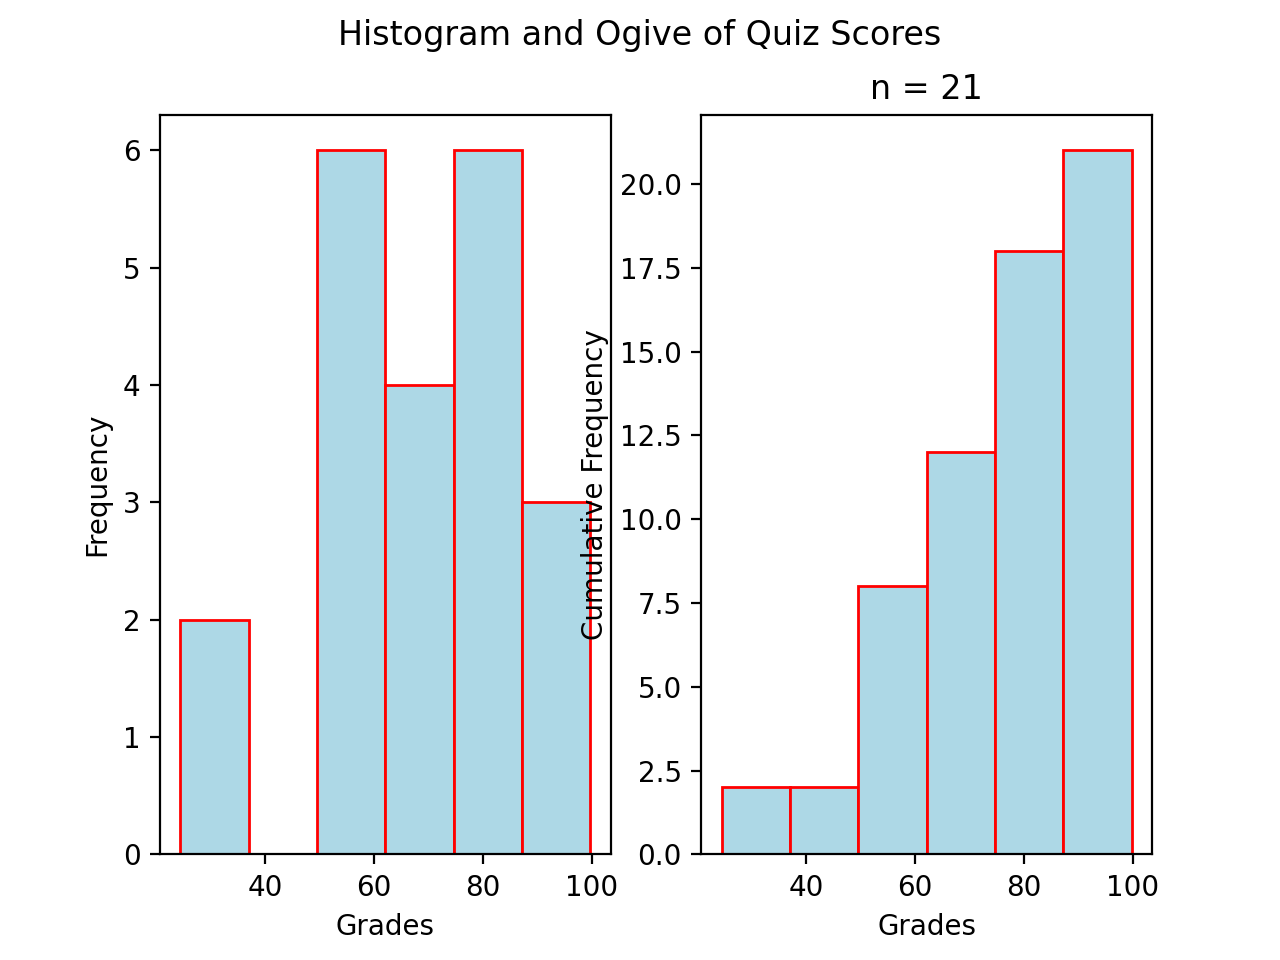 Histogram and Ogive of Quiz Scores
n = 21
6
5
4
3
2
1
0
Frequency
40 60 80 100
Grades
20.0
17.5
15.0
12.5
10.0
7.5
5.0
2.5
0.0
Cumulative Frequency
40 60 80 100
Grades